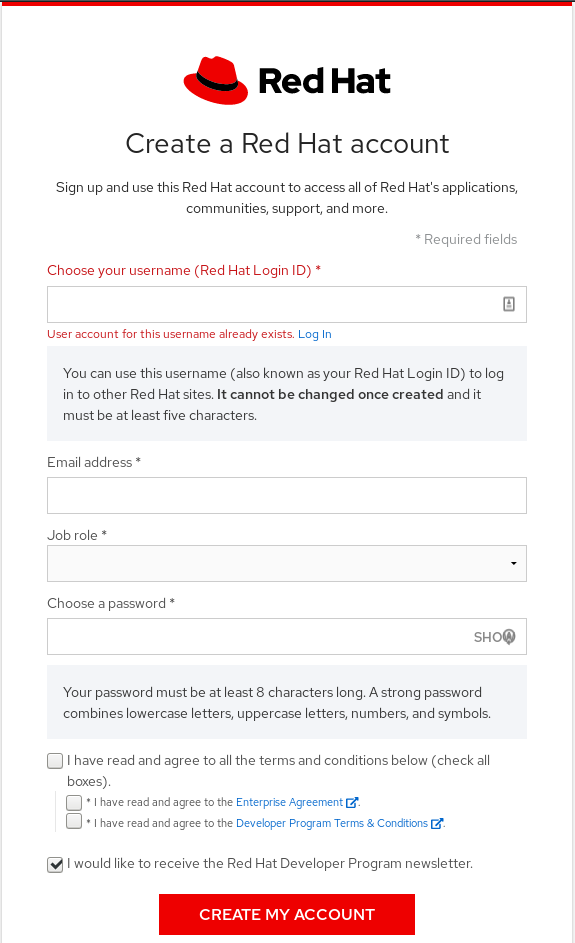 Red Hat
Create a Red Hat account
Sign up and use this Red Hat account to access all of Red Hat's applications,
communities, support, and more.
* Required fields
Choose your username (Red Hat Login ID) *
User account for this username already exists. Log In
You can use this username (also known as your Red Hat Login ID) to log
in to other Red Hat sites. It cannot be changed once created and it
must be at least five characters.
Email address *
Job role *
Choose a password *
SHO
Your password must be at least 8 characters long. A strong password
combines lowercase letters, uppercase letters, numbers, and symbols.
I have read and agree to all the terms and conditions below (check all
boxes).
* I have read and agree to the Enterprise Agreement.
* I have read and agree to the Developer Program Terms & Conditions.
I would like to receive the Red Hat Developer Program newsletter.
CREATE MY ACCOUNT